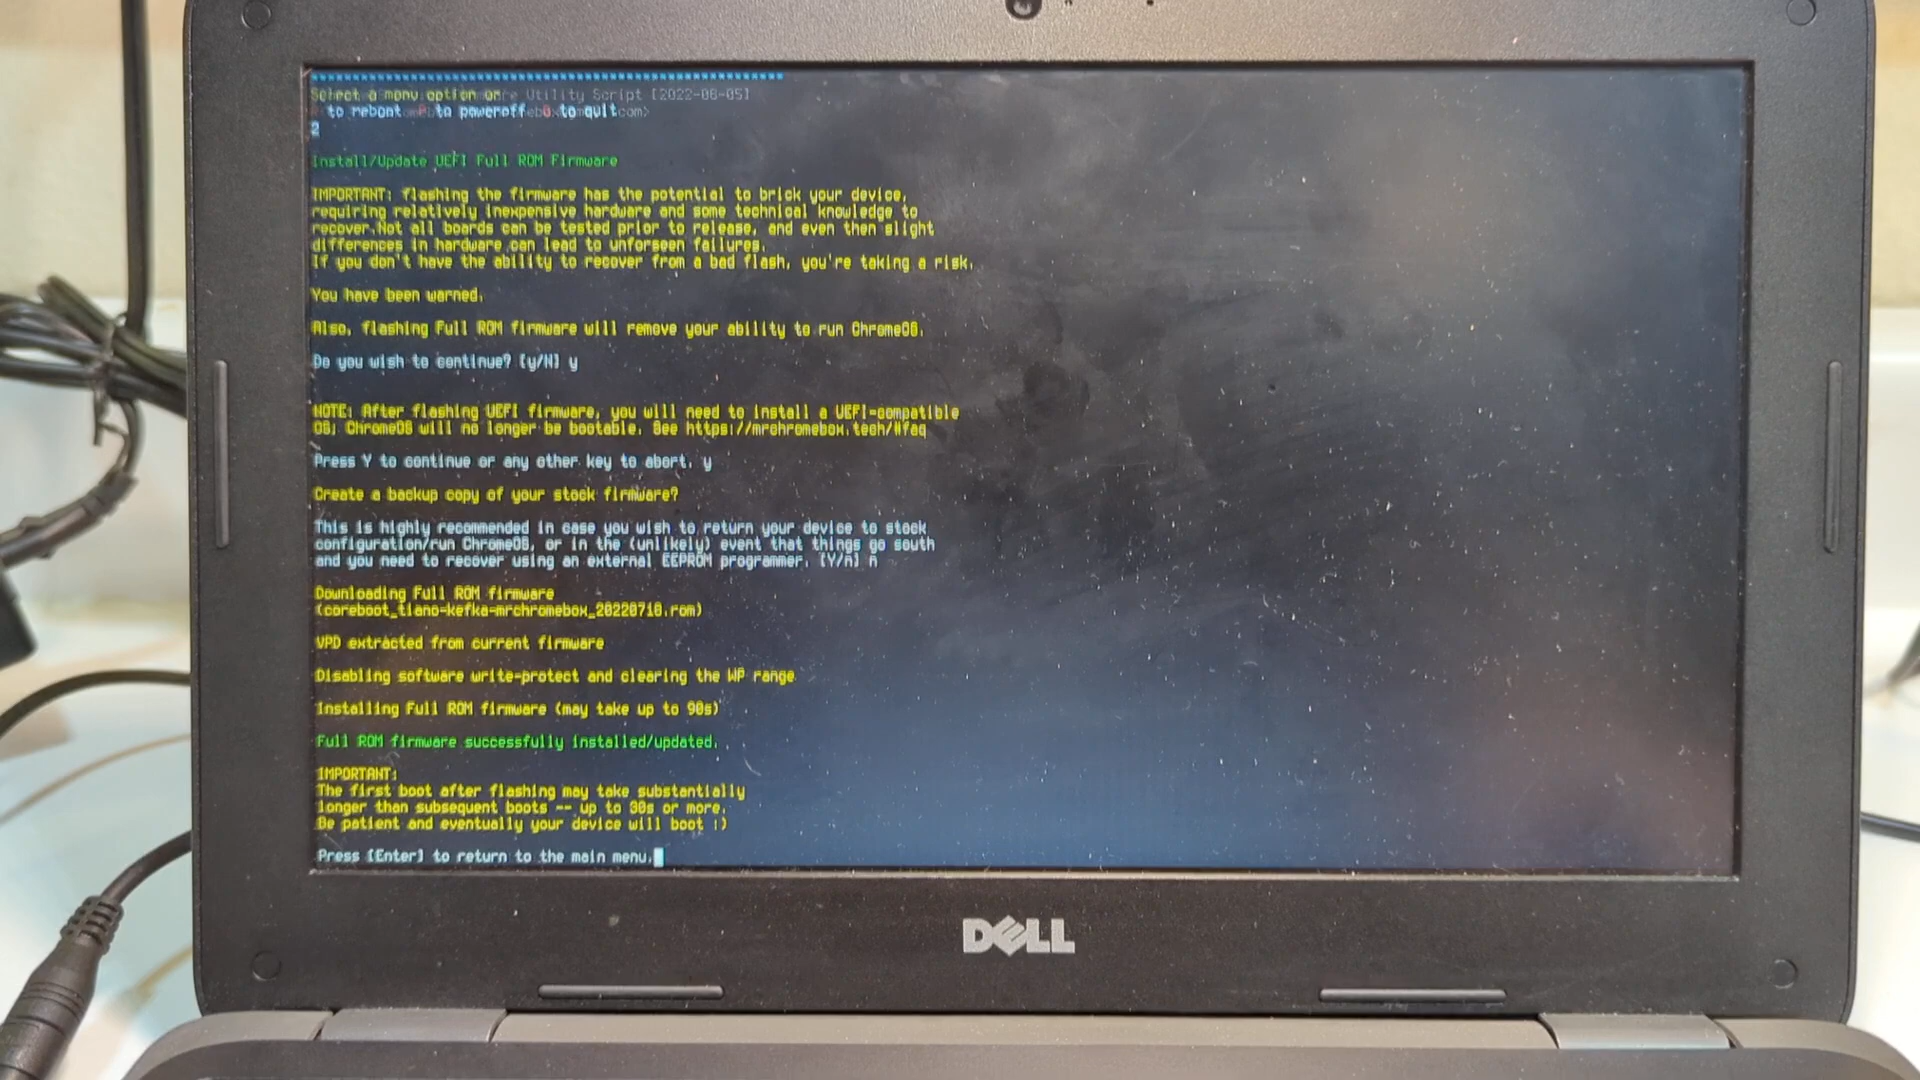 ****************************************************
Select a menu option or
Utility Script [2022-06-05]
to reboot to poweroff to quit
2
Install/Update UEFI Full ROM Firmware
IMPORTANT: flashing the firmware has the potential to brick your device,
requiring relatively inexpensive hardware and some technical knowledge to
recover.Not all boards can be tested prior to release, and even then slight
differences in hardware can lead to unforseen failures.
If you don't have the ability to recover from a bad flash, you're taking a risk.
You have been warned.
Also, flashing Full ROM firmware will remove your ability to run ChromeOS.
Do you wish to continue? [y/N] y
NOTE: After flashing UEFI firmware, you will need to install a UEFI-compatible
OS; ChromeOS will no longer be bootable. See https://mrchromebox.tech/#faq
Press Y to continue or any other key to abort. y
Create a backup copy of your stock firmware?
This is highly recommended in case you wish to return your device to stock
configuration/run ChromeOS, or in the (unlikely) event that things go south
and you need to recover using an external EEPROM programmer. [Y/n] n
Downloading Full ROM firmware
(coreboot_tiano-kefka-mrchromebox_20220718.rom)
VPD extracted from current firmware
Disabling software write-protect and clearing the WP range
Installing Full ROM firmware (may take up to 90s)
Full ROM firmware successfully installed/updated.
IMPORTANT:
The first boot after flashing may take substantially
longer than subsequent boots -- up to 30s or more.
Be patient and eventually your device will boot :)
Press [Enter] to return to the main menu.
DELL